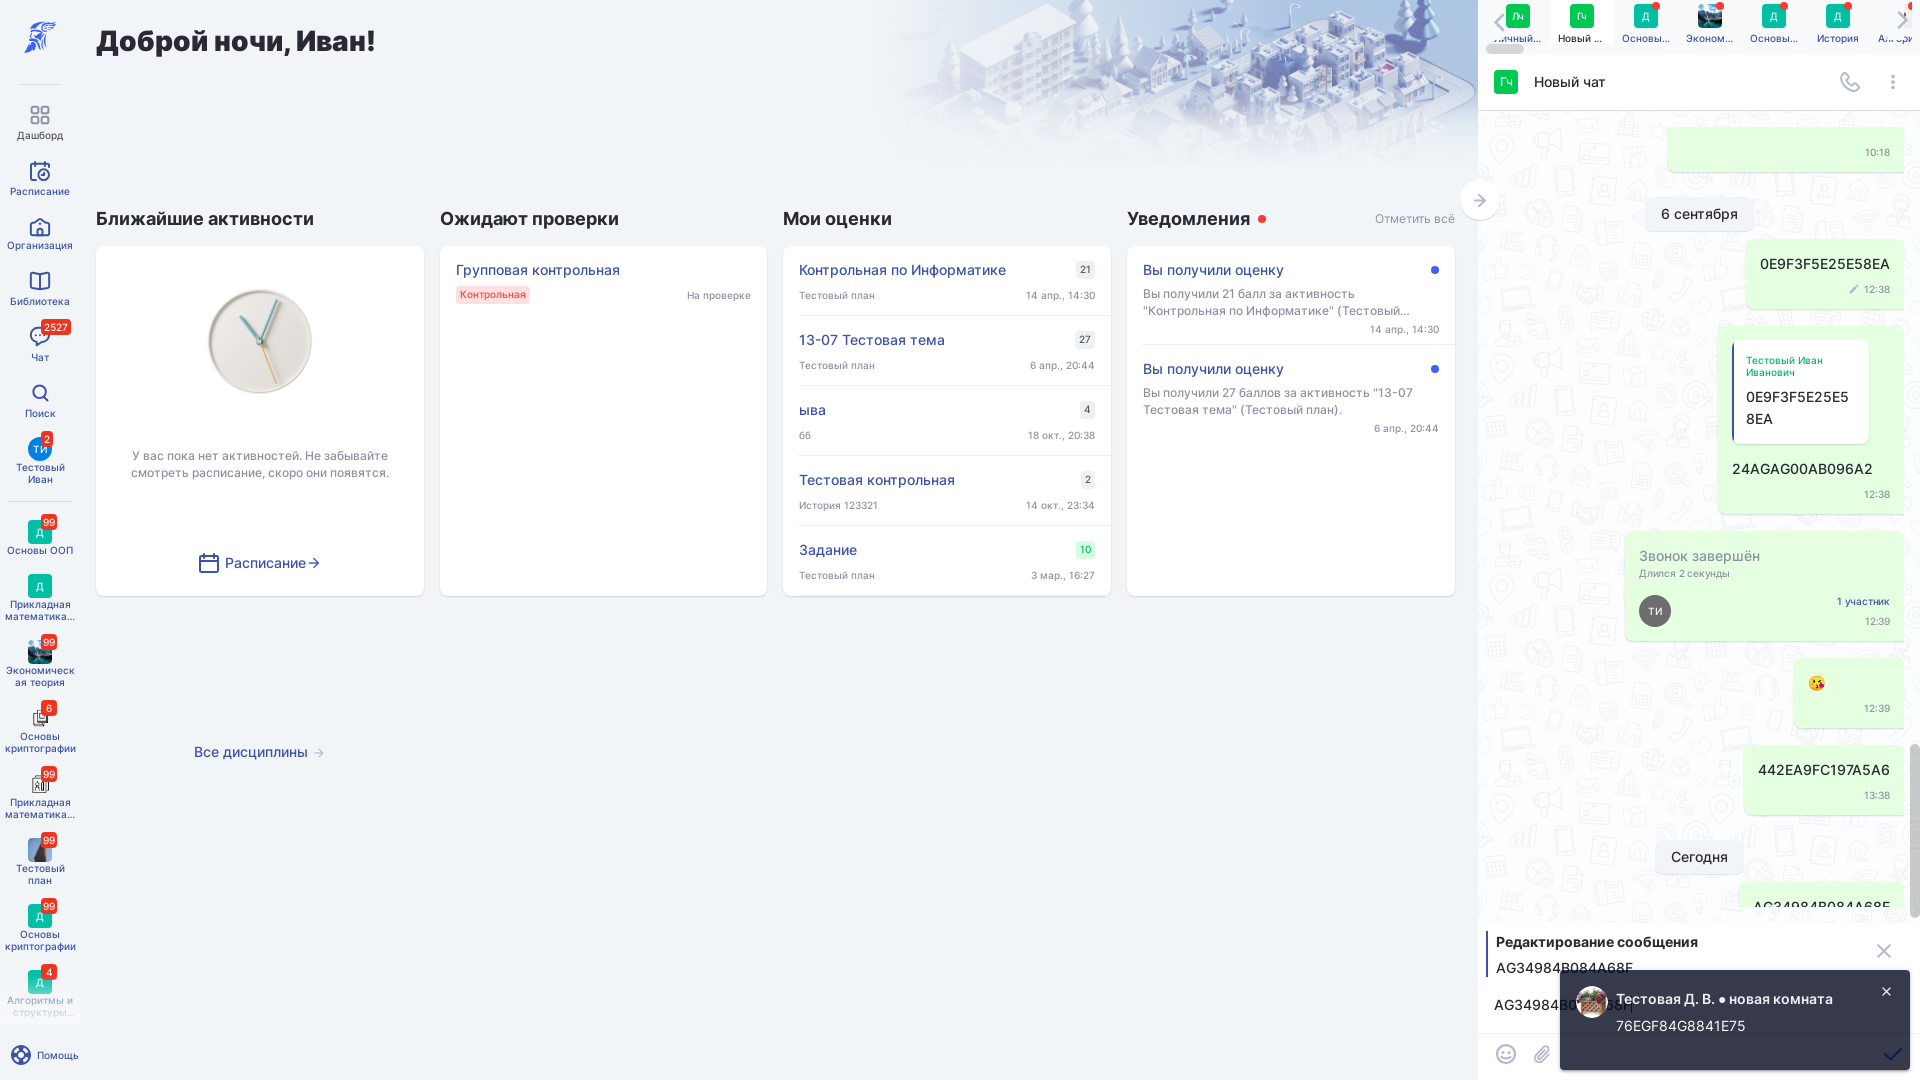 Доброй ночи, Иван!
Дашборд
Расписание
Организация
Библиотека
2527
Чат
Поиск
2
ТИ
Тестовый
Иван
99
Д
Основы ООП
Д
Прикладная
математика...
99
Экономическ
ая теория
6
Основы
криптографии
99
Прикладная
математика...
99
Тестовый
план
99
Д
Основы
криптографии
4
Д
Алгоритмы и
структуры...
Помощь
Ближайшие активности
У вас пока нет активностей. Не забывайте
смотреть расписание, скоро они появятся.
Расписание
Все дисциплины
Ожидают проверки
Групповая контрольная
Контрольная
На проверке
Мои оценки
Контрольная по Информатике
21
Тестовый план
14 апр., 14:30
13-07 Тестовая тема
27
Тестовый план
6 апр., 20:44
ыва
4
бб
18 окт., 20:38
Тестовая контрольная
2
История 123321
14 окт., 23:34
Задание
10
Тестовый план
3 мар., 16:27
Уведомления
Отметить всё
Вы получили оценку
Вы получили 21 балл за активность
"Контрольная по Информатике" (Тестовый...
14 апр., 14:30
Вы получили оценку
Вы получили 27 баллов за активность "13-07
Тестовая тема" (Тестовый план).
6 апр., 20:44
Лч
Гч
Д
Д
Д
Личный...
Новый ...
Основы...
Эконом...
Основы...
История
Гч
Новый чат
10:18
6 сентября
0E9F3F5E25E58EA
12:38
Тестовый Иван
Иванович
0E9F3F5E25E5
8EA
24AGAG00AB096A2
12:38
Звонок завершён
Длился 2 секунды
1 участник
ТИ
12:39
12:39
442EA9FC197A5A6
13:38
Сегодня
AG34984B084A68F
Редактирование сообщения
AG34984B084A68F
Тестовая Д. В. ● новая комната
76EGF84G8841E75